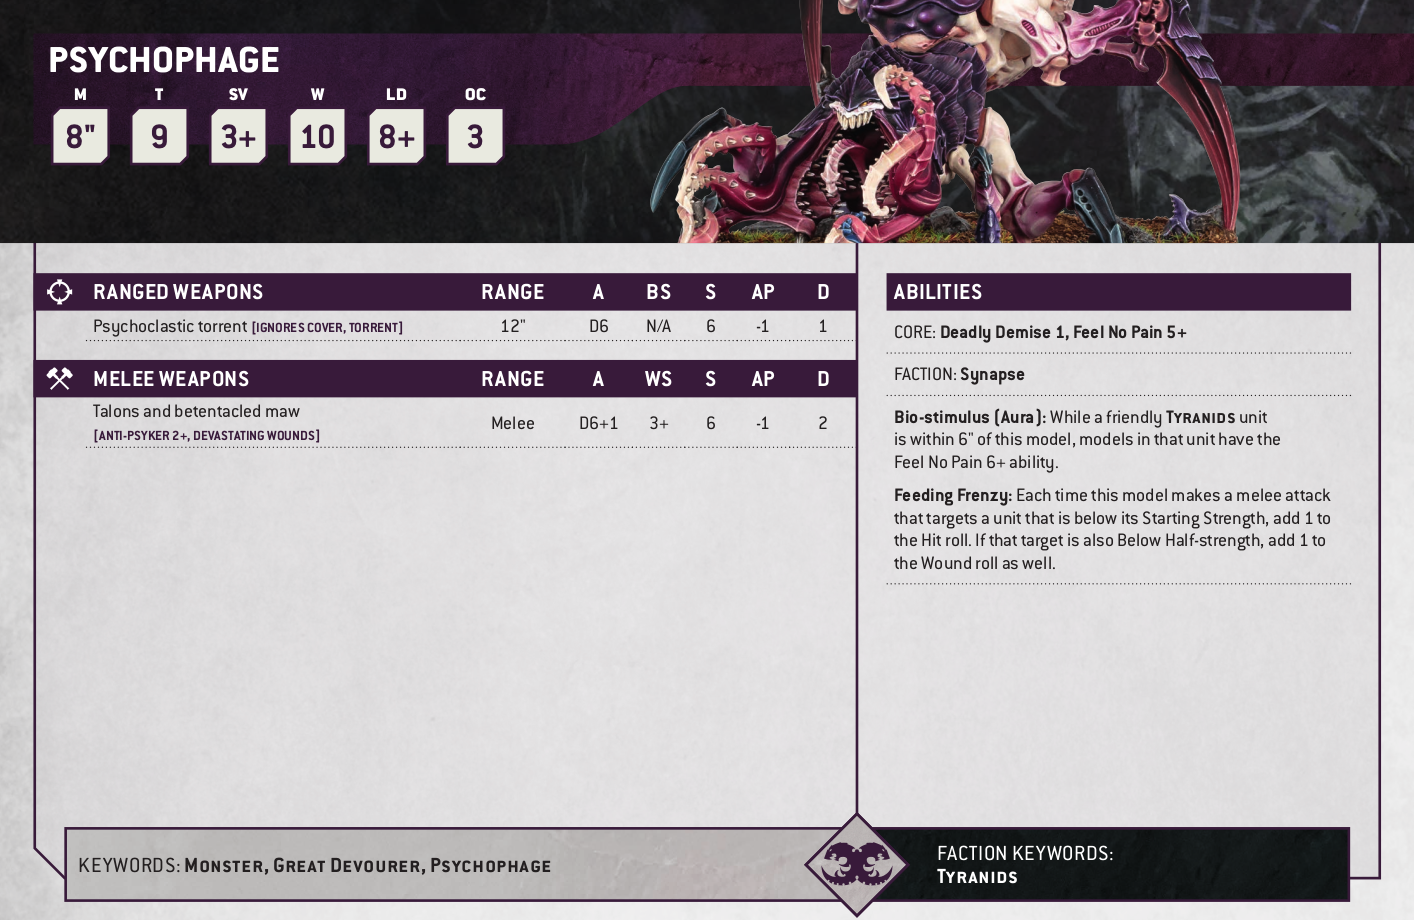 PSYCHOPHAGE
M T SV W LD OC
8" 9 3+ 10 8+ 3
RANGED WEAPONS RANGE A BS S AP D
Psychoclastic torrent [IGNORES COVER, TORRENT] 12" D6 N/A 6 -1 1
MELEE WEAPONS RANGE A WS S AP D
Talons and betentacled maw
[ANTI-PSYKER 2+, DEVASTATING WOUNDS] Melee D6+1 3+ 6 -1 2
ABILITIES
CORE: Deadly Demise 1, Feel No Pain 5+
FACTION: Synapse
Bio-stimulus (Aura): While a friendly TYRANIDS unit
is within 6" of this model, models in that unit have the
Feel No Pain 6+ ability.
Feeding Frenzy: Each time this model makes a melee attack
that targets a unit that is below its Starting Strength, add 1 to
the Hit roll. If that target is also Below Half-strength, add 1 to
the Wound roll as well.
KEYWORDS: MONSTER, GREAT DEVOURER, PSYCHOPHAGE
FACTION KEYWORDS:
TYRANIDS